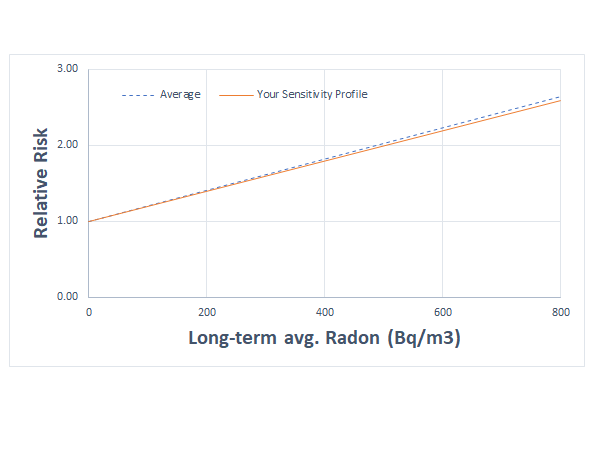 3.00
Average
Your Sensitivity Profile
2.00
Relative Risk
1.00
0.00
0
200
400
600
800
Long-term avg. Radon (Bq/m3)